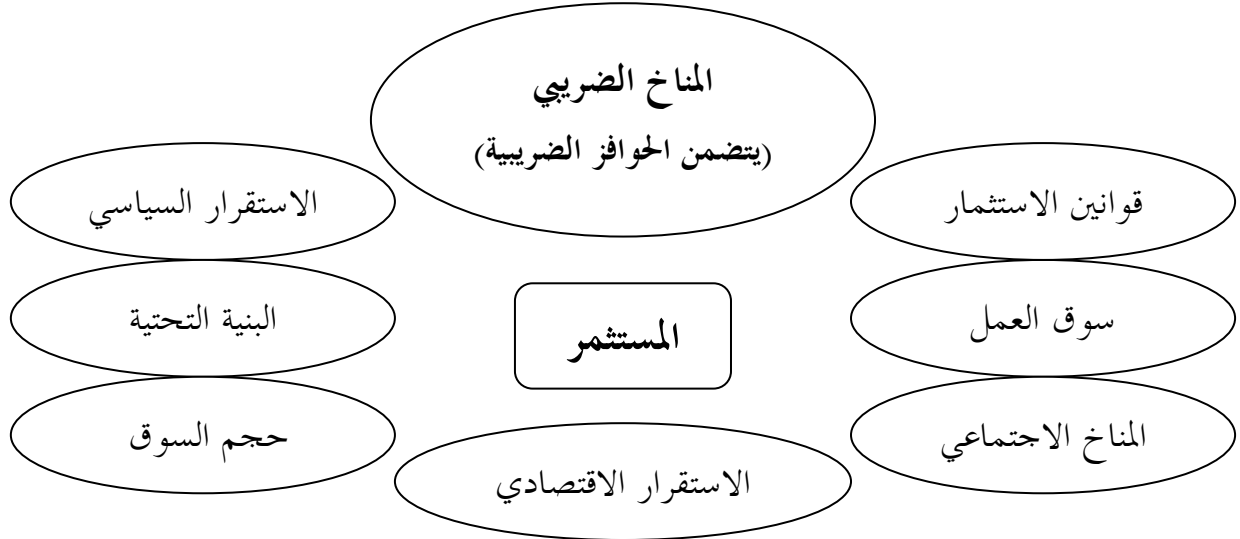 المناخ الضريبي
(يتضمن الحوافز الضريبية)
قوانين الاستثمار
الاستقرار السياسي
سوق العمل
المستثمر
البنية التحتية
المناخ الاجتماعي
حجم السوق
الاستقرار الاقتصادي